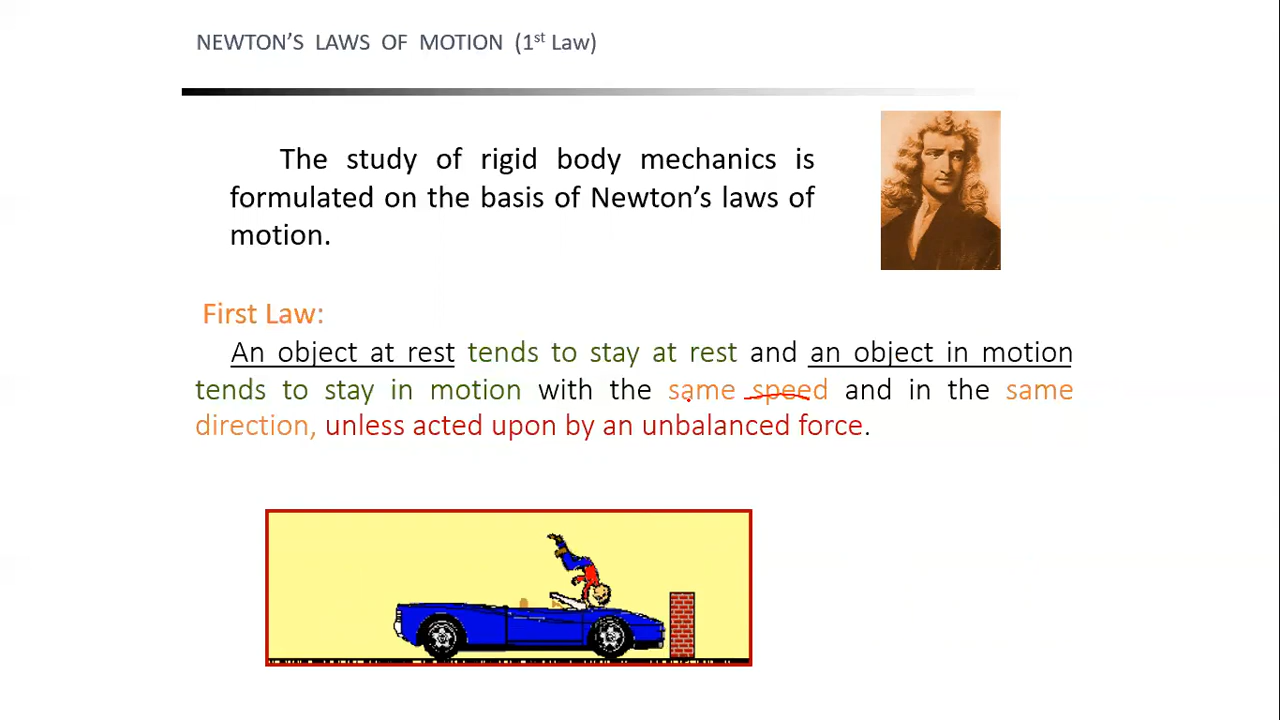 NEWTON’S LAWS OF MOTION (1st Law)
The study of rigid body mechanics is
formulated on the basis of Newton’s laws of
motion.
First Law:
An object at rest tends to stay at rest and an object in motion
tends to stay in motion with the same speed and in the same
direction, unless acted upon by an unbalanced force.